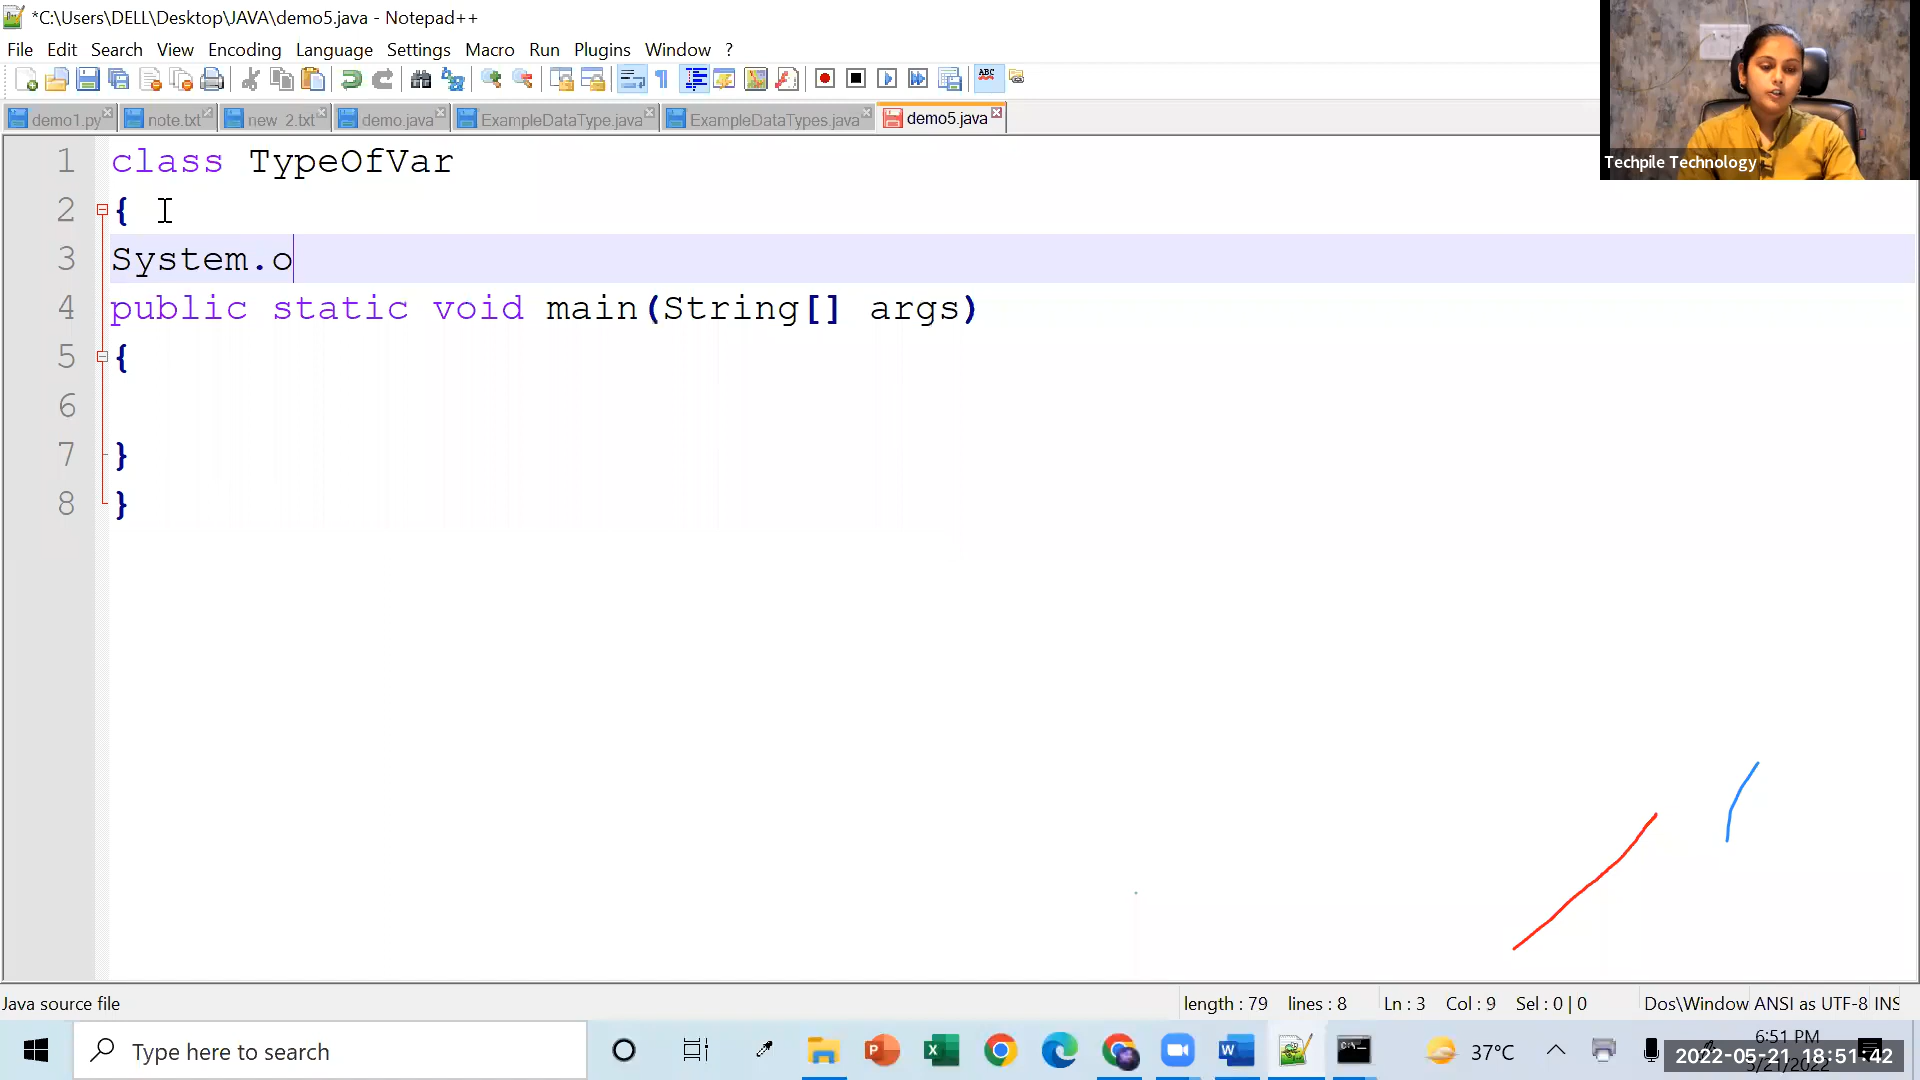 *C:\Users\DELL\Desktop\JAVA\demo5.java - Notepad++
File Edit Search View Encoding Language Settings Macro Run Plugins Window ?
ABC
demo1.py note.txt new 2.txt demo.java ExampleDataType.java ExampleDataTypes.java demo5.java
Techpile Technology
1 class TypeOfVar
2 {
3 System.o
4 public static void main(String[] args)
5 {
6
7 }
8 }
Java source file length : 79 lines : 8 Ln : 3 Col : 9 Sel : 0 | 0 Dos\Window ANSI as UTF-8 INS
Type here to search
37°C
6:51 PM
2022-05-21 18:51:42